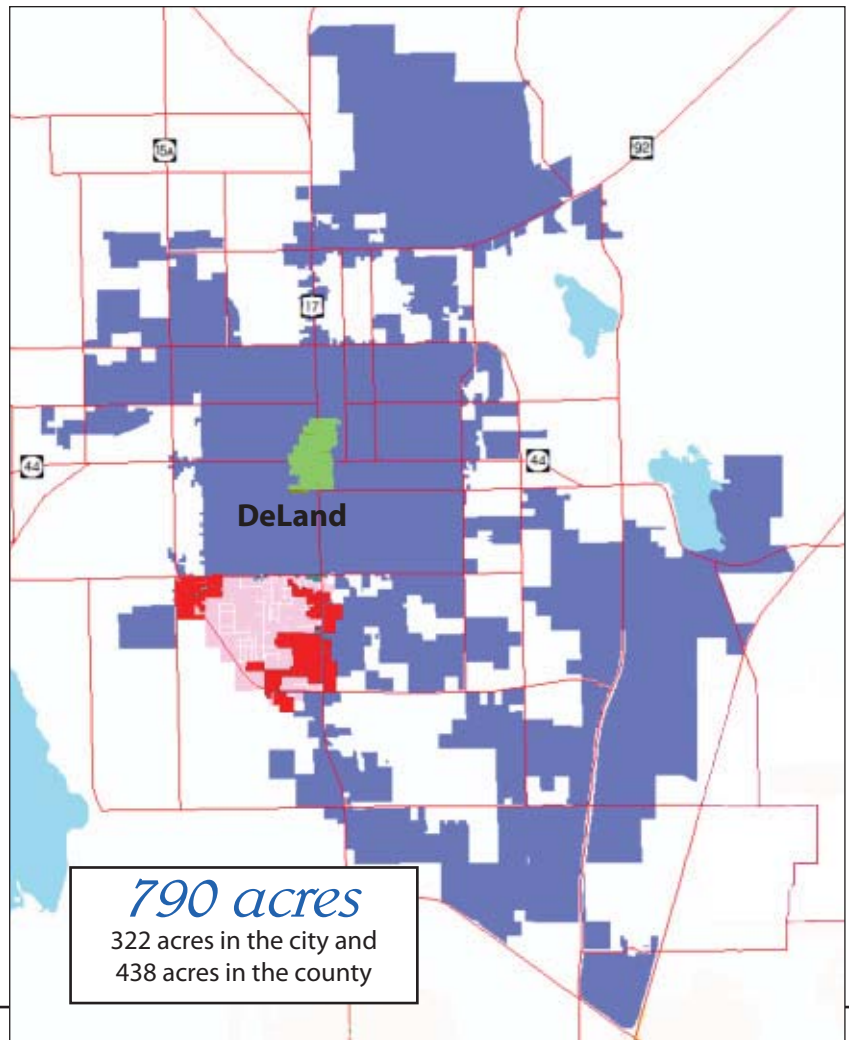 15A
92
17
44
44
DeLand
790 acres
322 acres in the city and
438 acres in the county